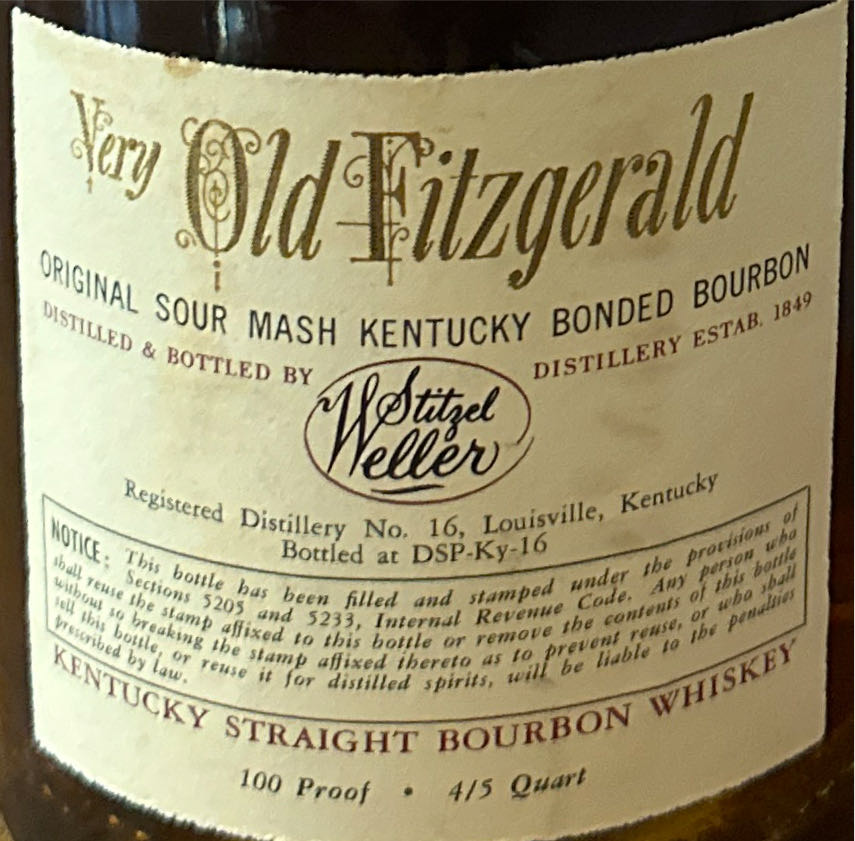 Very Old Fitzgerald
ORIGINAL SOUR MASH KENTUCKY BONDED BOURBON
DISTILLED & BOTTLED BY DISTILLERY ESTAB. 1849
Stitzel
Weller
Registered Distillery No. 16, Louisville, Kentucky
Bottled at DSP-Ky-16
NOTICE: This bottle has been filled and stamped under the provisions of
Sections 5205 and 5233, Internal Revenue Code. Any person who
shall reuse the stamp affixed to this bottle or remove the contents of this bottle
without so breaking the stamp affixed thereto as to prevent reuse, or who shall
sell this bottle, or reuse it for distilled spirits, will be liable to the penalties
prescribed by law.
KENTUCKY STRAIGHT BOURBON WHISKEY
100 Proof • 4/5 Quart